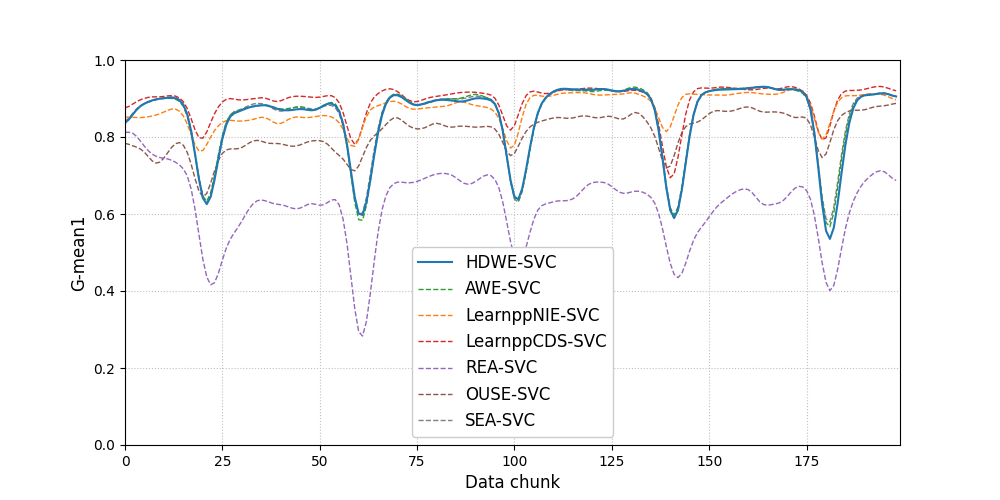 1.0
0.8
0.6
0.4
0.2
0.0
G-mean1
HDWE-SVC
AWE-SVC
LearnppNIE-SVC
LearnppCDS-SVC
REA-SVC
OUSE-SVC
SEA-SVC
0 25 50 75 100 125 150 175
Data chunk